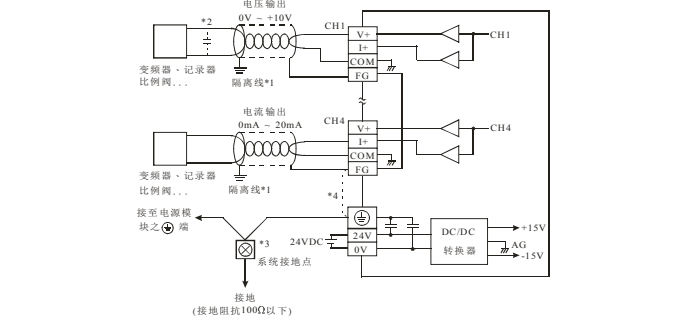 电压输出
0V ~ +10V
*2
CH1
V+
I+
COM
FG
CH1
变频器、记录器
比例阀...
隔离线*1
电流输出
0mA ~ 20mA
CH4
V+
I+
COM
FG
CH4
变频器、记录器
比例阀...
隔离线*1
*4
接至电源模
块之 端
*3
系统接地点
24VDC
24V
0V
DC/DC
转换器
+15V
AG
-15V
接地
(接地阻抗100Ω以下)